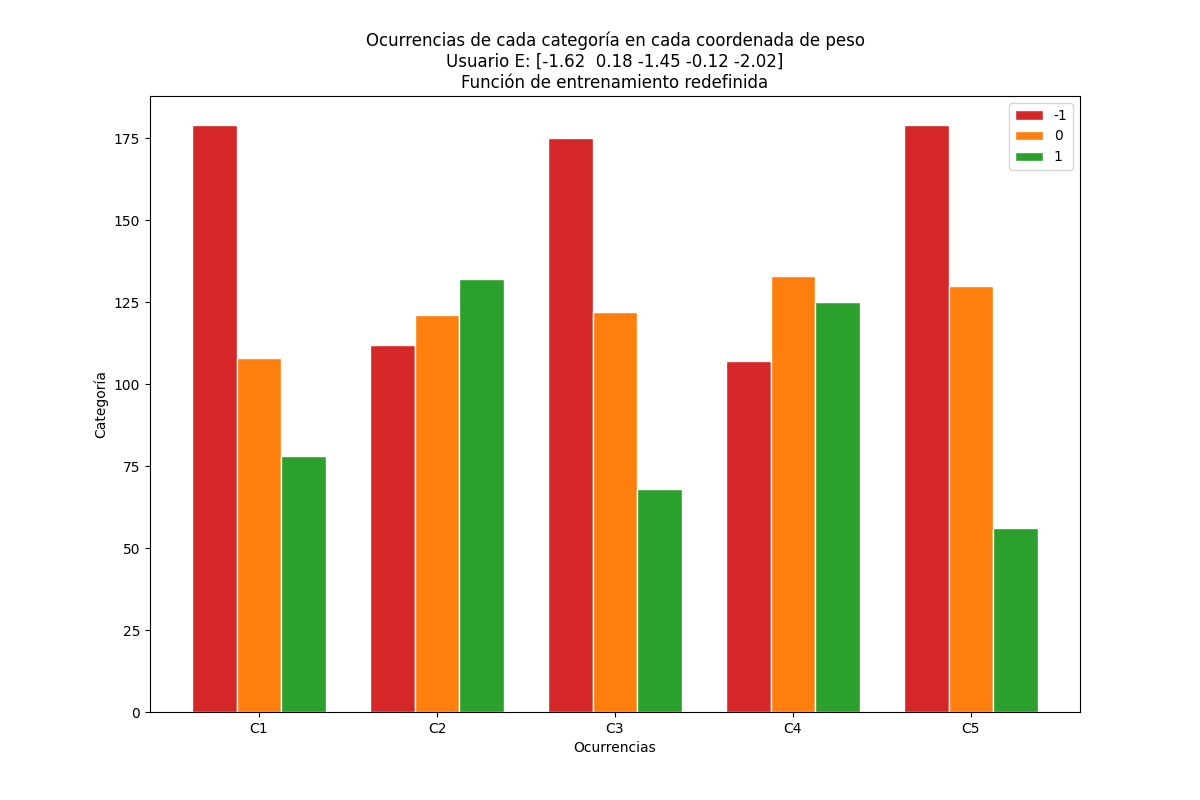 Ocurrencias de cada categoría en cada coordenada de peso
Usuario E: [-1.62  0.18 -1.45 -0.12 -2.02]
Función de entrenamiento redefinida
-1
0
1
175
150
125
100
75
50
25
0
Categoría
C1 C2 C3 C4 C5
Ocurrencias